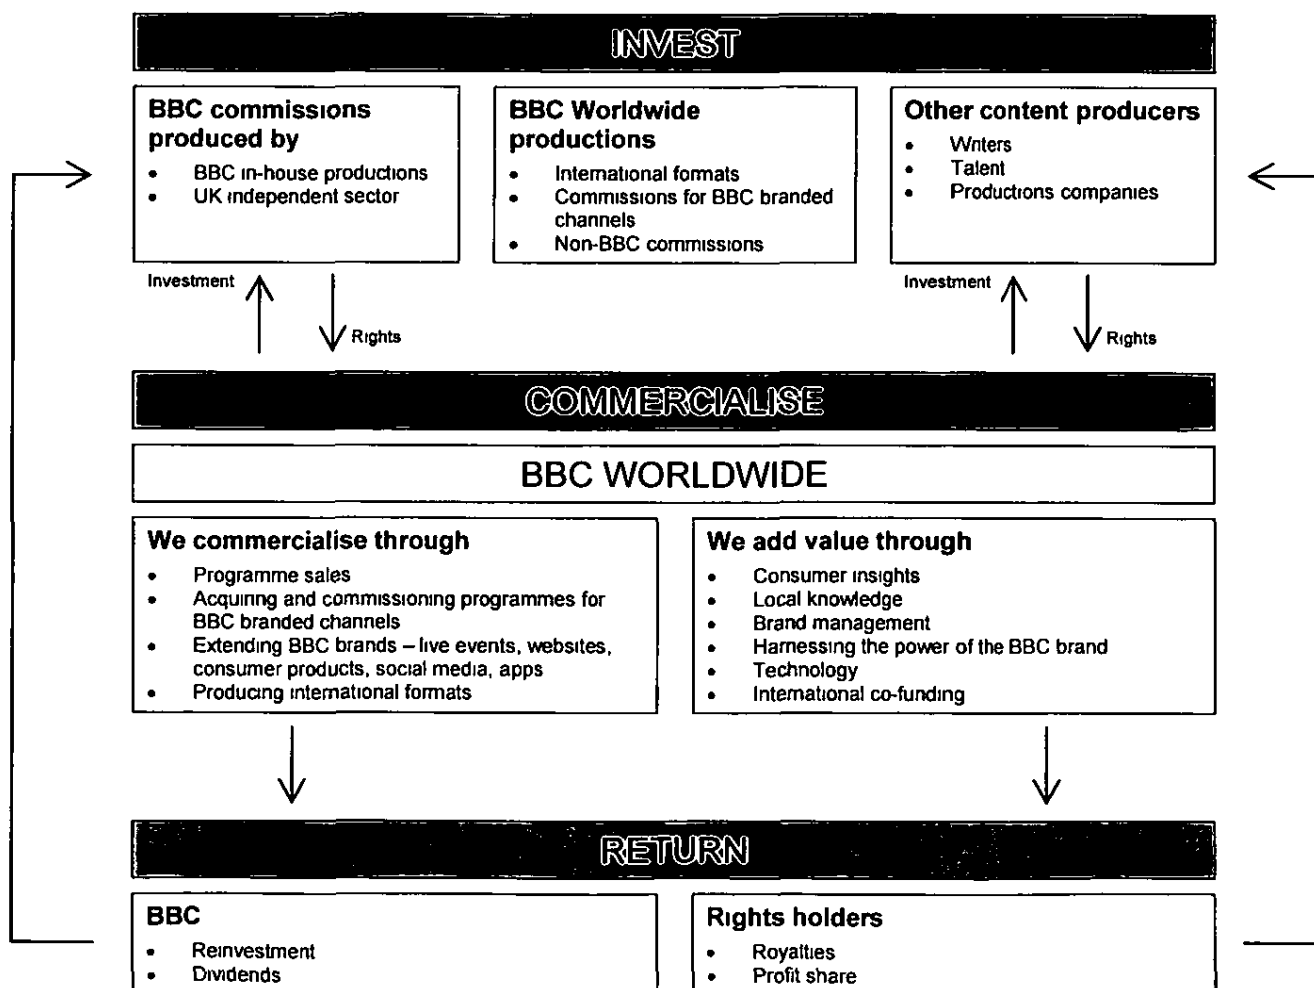 INVEST
BBC commissions
produced by
• BBC in-house productions
• UK independent sector
BBC Worldwide
productions
• International formats
• Commissions for BBC branded
channels
• Non-BBC commissions
Other content producers
• Writers
• Talent
• Productions companies
Investment
Rights
Investment
Rights
COMMERCIALISE
BBC WORLDWIDE
We commercialise through
• Programme sales
• Acquiring and commissioning programmes for
BBC branded channels
• Extending BBC brands – live events, websites,
consumer products, social media, apps
• Producing international formats
We add value through
• Consumer insights
• Local knowledge
• Brand management
• Harnessing the power of the BBC brand
• Technology
• International co-funding
RETURN
BBC
• Reinvestment
• Dividends
Rights holders
• Royalties
• Profit share